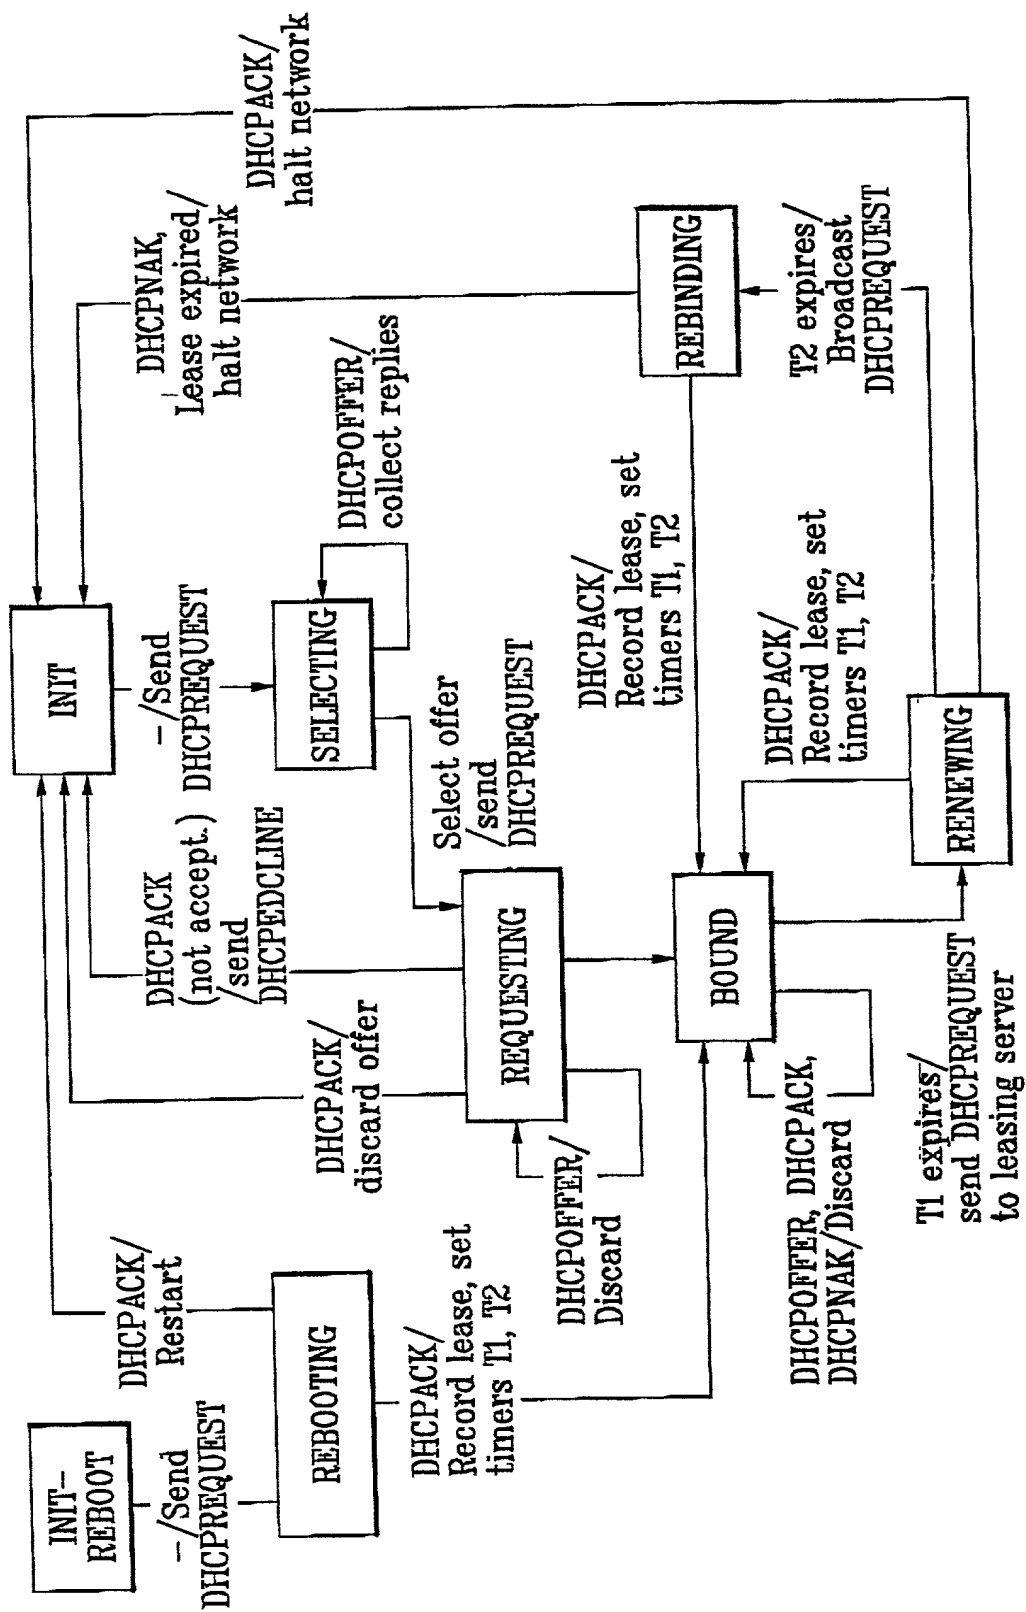 INIT-
REBOOT
-/Send
DHCPREQUEST
REBOOTING
DHCPACK/
Restart
DHCPACK/
Record lease, set
timers T1, T2
INIT
DHCPACK/
discard offer
DHCPACK
(not accept.)
/send
DHCPEDCLINE
-/Send
DHCPREQUEST
DHCPNAK,
Lease expired/
halt network
DHCPACK/
halt network
SELECTING
DHCPOFFER/
collect replies
Select offer
/send
DHCPREQUEST
REQUESTING
DHCPOFFER/
Discard
REBINDING
DHCPACK/
Record lease, set
timers T1, T2
T2 expires/
Broadcast
DHCPREQUEST
BOUND
DHCPOFFER, DHCPACK,
DHCPNAK/Discard
DHCPACK/
Record lease, set
timers T1, T2
RENEWING
T1 expires/
send DHCPREQUEST
to leasing server